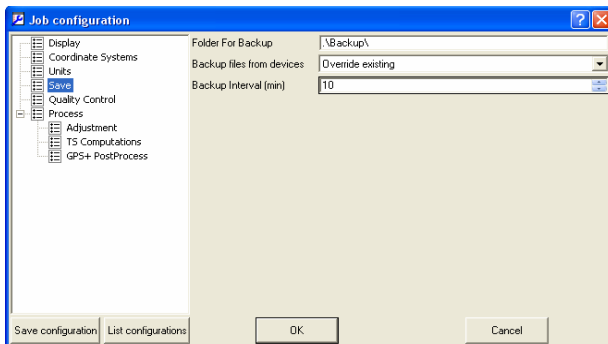 Job configuration
Display
Coordinate Systems
Units
Save
Quality Control
Process
Adjustment
TS Computations
GPS+ PostProcess
Folder For Backup .\Backup\
Backup files from devices Override existing
Backup Interval (min) 10
Save configuration List configurations OK Cancel